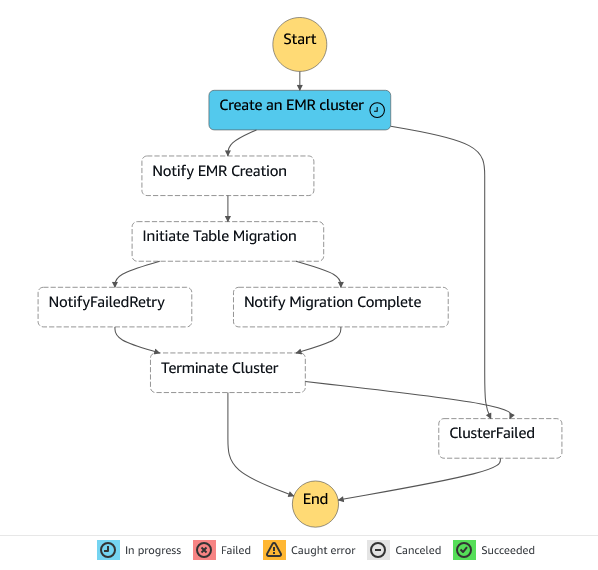 Start
Create an EMR cluster
Notify EMR Creation
Initiate Table Migration
NotifyFailedRetry
Notify Migration Complete
Terminate Cluster
ClusterFailed
End
In progress
Failed
Caught error
Canceled
Succeeded